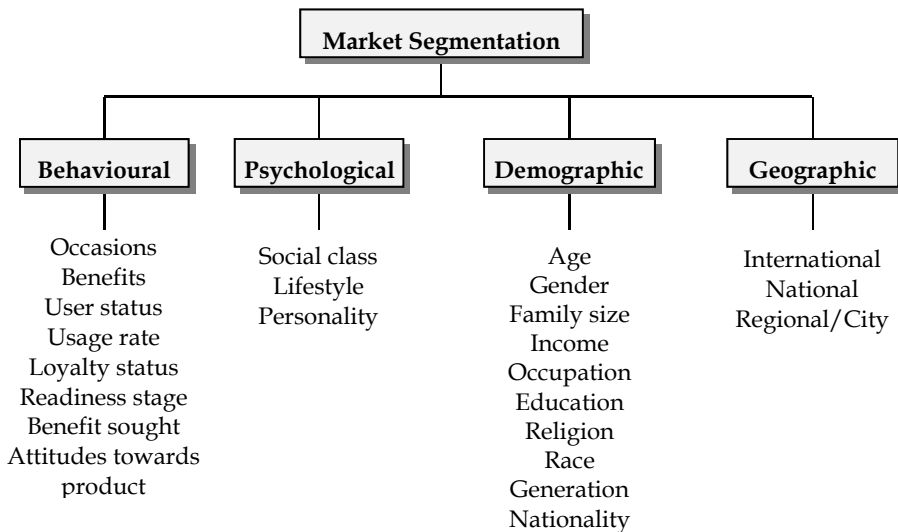 Market Segmentation
Behavioural
Psychological
Demographic
Geographic
Occasions
Benefits
User status
Usage rate
Loyalty status
Readiness stage
Benefit sought
Attitudes towards
product
Social class
Lifestyle
Personality
Age
Gender
Family size
Income
Occupation
Education
Religion
Race
Generation
Nationality
International
National
Regional/City